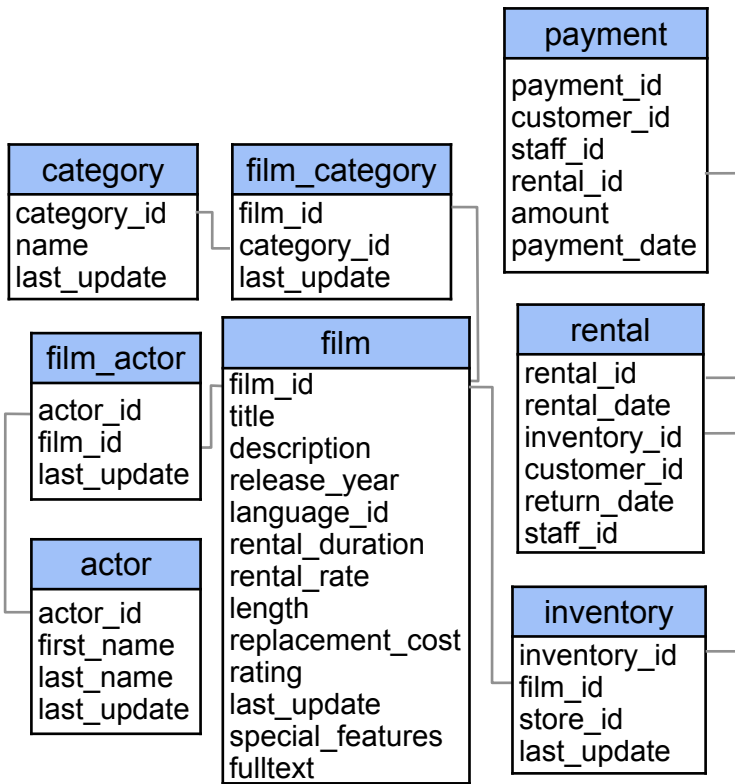 payment
payment_id
customer_id
staff_id
rental_id
amount
payment_date
category
category_id
name
last_update
film_category
film_id
category_id
last_update
film_actor
actor_id
film_id
last_update
film
film_id
title
description
release_year
language_id
rental_duration
rental_rate
length
replacement_cost
rating
last_update
special_features
fulltext
rental
rental_id
rental_date
inventory_id
customer_id
return_date
staff_id
actor
actor_id
first_name
last_name
last_update
inventory
inventory_id
film_id
store_id
last_update